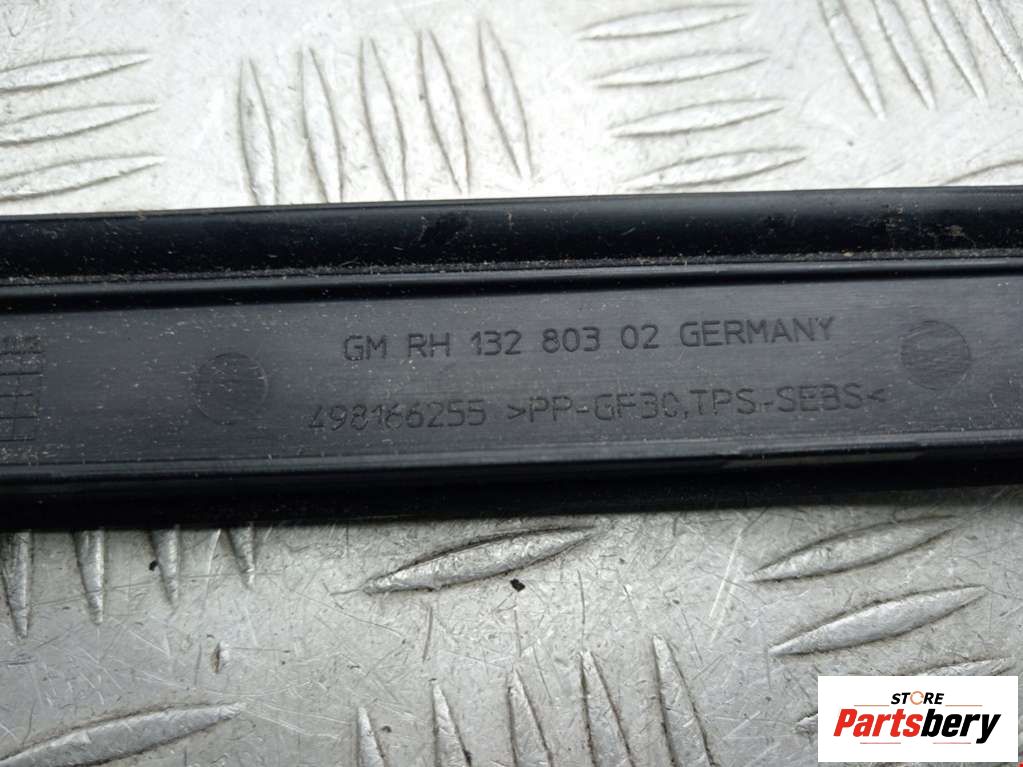 GM RH 132 803 02 GERMANY
498166255 >PP-GF30,TPS-SEBS<
STORE
Partsbery